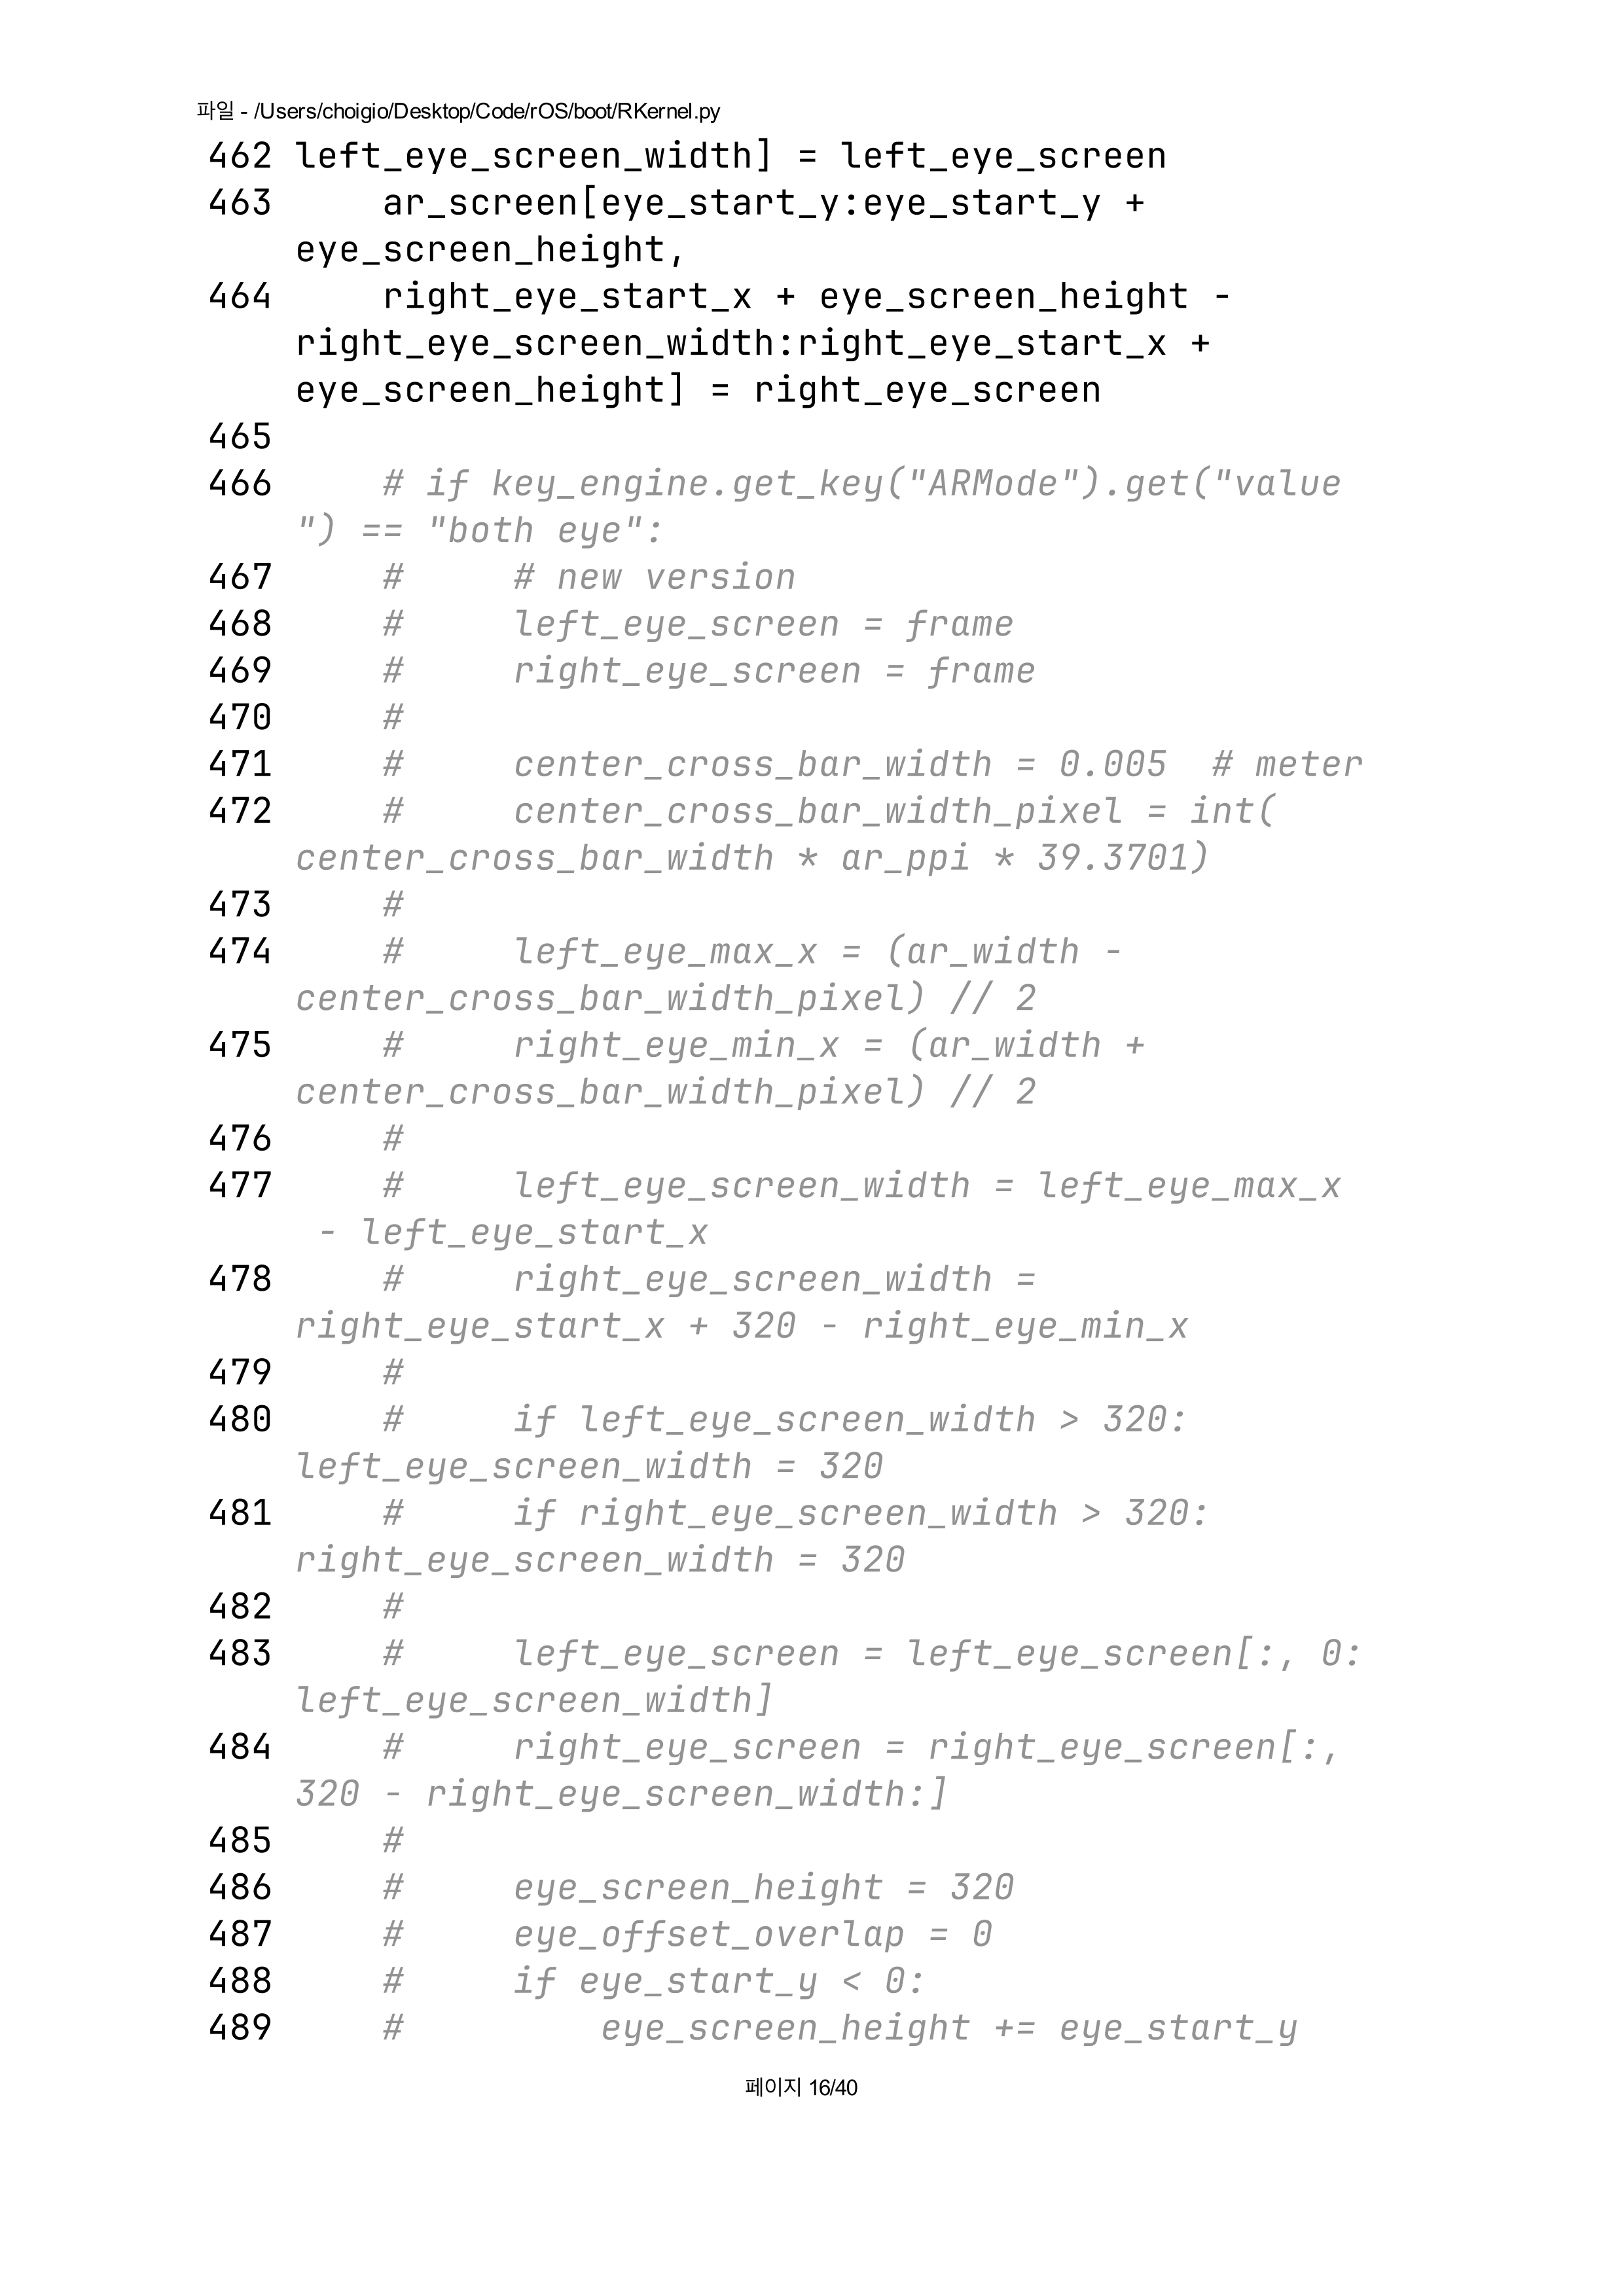 파일 - /Users/choigio/Desktop/Code/rOS/boot/RKernel.py
462 left_eye_screen_width] = left_eye_screen
463     ar_screen[eye_start_y:eye_start_y +
    eye_screen_height,
464     right_eye_start_x + eye_screen_height -
    right_eye_screen_width:right_eye_start_x +
    eye_screen_height] = right_eye_screen
465
466     # if key_engine.get_key("ARMode").get("value
    ") == "both eye":
467     #     # new version
468     #     left_eye_screen = frame
469     #     right_eye_screen = frame
470     #
471     #     center_cross_bar_width = 0.005  # meter
472     #     center_cross_bar_width_pixel = int(
    center_cross_bar_width * ar_ppi * 39.3701)
473     #
474     #     left_eye_max_x = (ar_width -
    center_cross_bar_width_pixel) // 2
475     #     right_eye_min_x = (ar_width +
    center_cross_bar_width_pixel) // 2
476     #
477     #     left_eye_screen_width = left_eye_max_x
     - left_eye_start_x
478     #     right_eye_screen_width =
    right_eye_start_x + 320 - right_eye_min_x
479     #
480     #     if left_eye_screen_width > 320:
    left_eye_screen_width = 320
481     #     if right_eye_screen_width > 320:
    right_eye_screen_width = 320
482     #
483     #     left_eye_screen = left_eye_screen[:, 0:
    left_eye_screen_width]
484     #     right_eye_screen = right_eye_screen[:,
    320 - right_eye_screen_width:]
485     #
486     #     eye_screen_height = 320
487     #     eye_offset_overlap = 0
488     #     if eye_start_y < 0:
489     #         eye_screen_height += eye_start_y
페이지 16/40